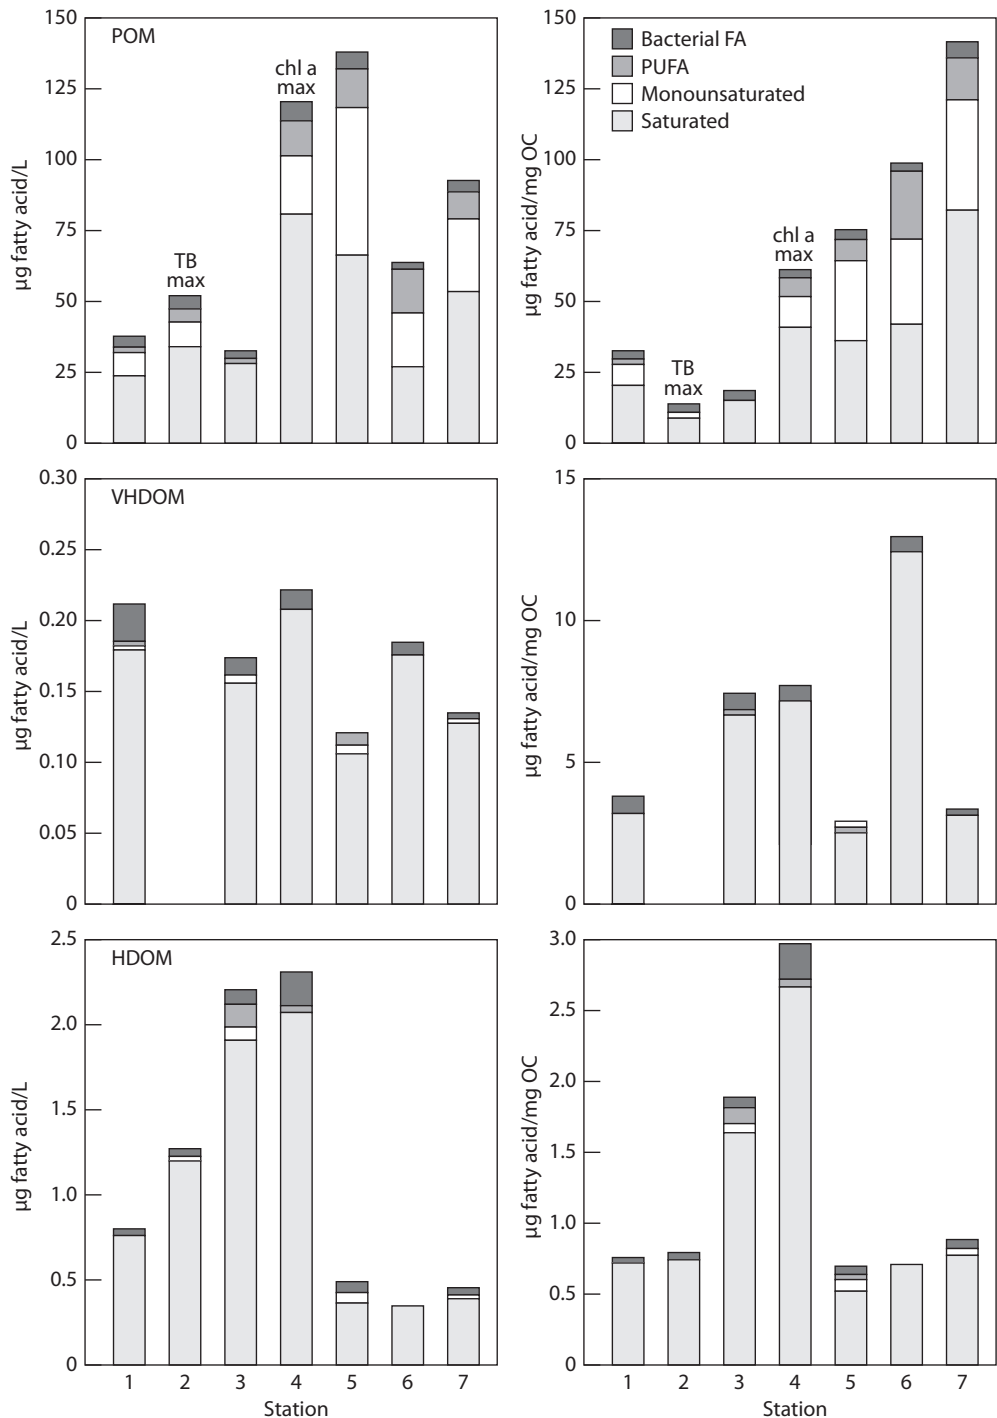 POM
150
125
100
75
50
25
0
µg fatty acid/L
TB
max
chl a
max
150
125
100
75
50
25
0
µg fatty acid/mg OC
Bacterial FA
PUFA
Monounsaturated
Saturated
TB
max
chl a
max
VHDOM
0.30
0.25
0.20
0.15
0.10
0.05
0
µg fatty acid/L
15
10
5
0
µg fatty acid/mg OC
HDOM
2.5
2.0
1.5
1.0
0.5
0
µg fatty acid/L
1 2 3 4 5 6 7
Station
3.0
2.5
2.0
1.5
1.0
0.5
0
µg fatty acid/mg OC
1 2 3 4 5 6 7
Station